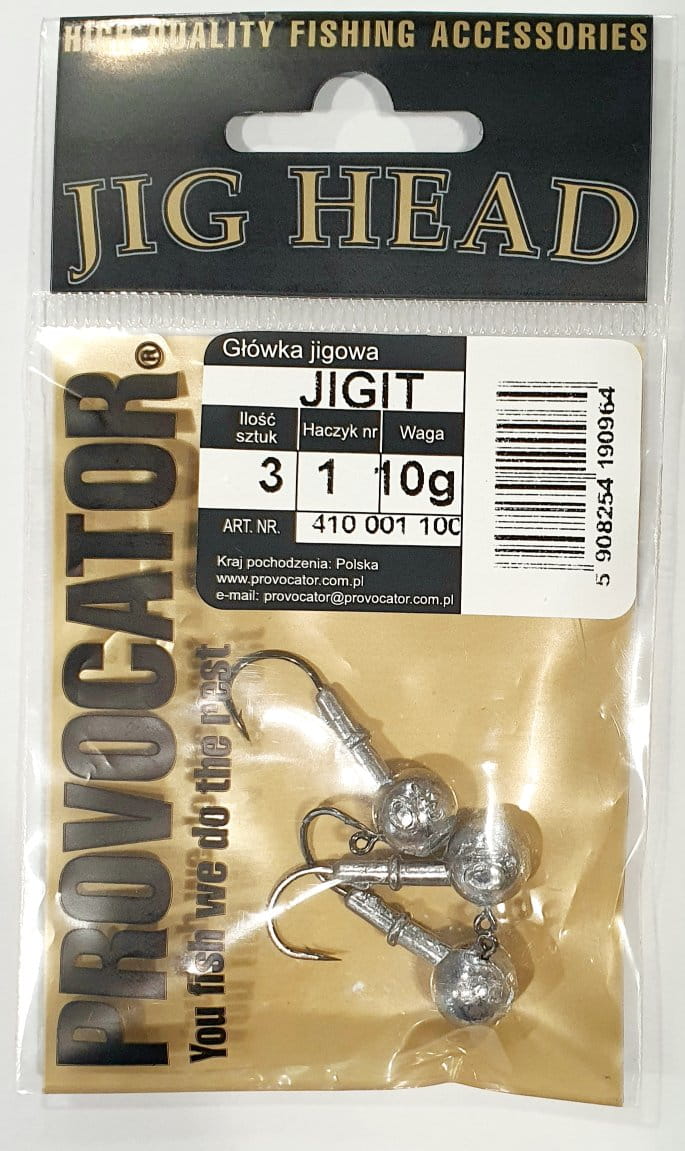 HIGH QUALITY FISHING ACCESSORIES
JIG HEAD
PROVOCATOR®
You fish we do the rest
Główka jigowa
JIGIT
Ilość sztuk
Haczyk nr
Waga
3
1
10g
ART. NR.
410 001 100
Kraj pochodzenia: Polska
www.provocator.com.pl
e-mail: provocator@provocator.com.pl
5 908254 190964